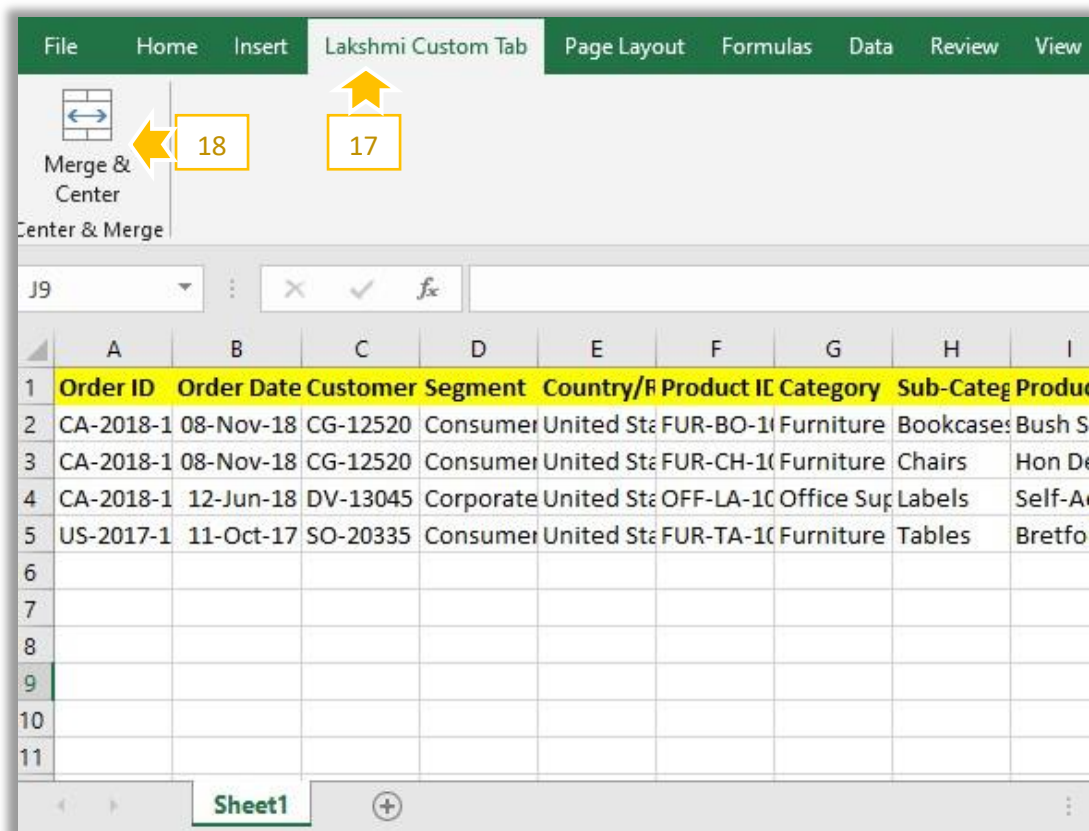 File Home Insert Lakshmi Custom Tab Page Layout Formulas Data Review View
18
17
Merge &
Center
Center & Merge
J9 fx
A B C D E F G H I
1 Order ID Order Date Customer Segment Country/R Product ID Category Sub-Categ Produc
2 CA-2018-1 08-Nov-18 CG-12520 Consumer United Sta FUR-BO-10 Furniture Bookcases Bush S
3 CA-2018-1 08-Nov-18 CG-12520 Consumer United Sta FUR-CH-10 Furniture Chairs Hon De
4 CA-2018-1 12-Jun-18 DV-13045 Corporate United Sta OFF-LA-10 Office Sup Labels Self-Ad
5 US-2017-1 11-Oct-17 SO-20335 Consumer United Sta FUR-TA-10 Furniture Tables Bretfo
6
7
8
9
10
11
Sheet1